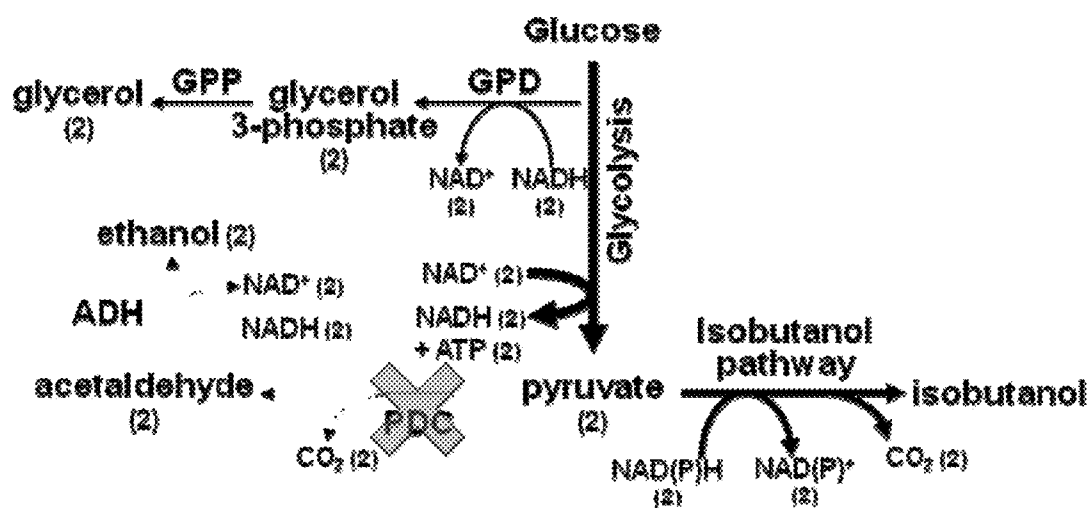 Glucose
glycerol
(2)
GPP
glycerol
3-phosphate
(2)
GPD
NAD⁺
(2)
NADH
(2)
Glycolysis
ethanol (2)
NAD⁺ (2)
ADH
NADH (2)
NAD⁺ (2)
NADH (2)
+ ATP (2)
acetaldehyde
(2)
PDC
CO₂ (2)
pyruvate
(2)
Isobutanol
pathway
isobutanol
NAD(P)H
(2)
NAD(P)⁺
(2)
CO₂ (2)